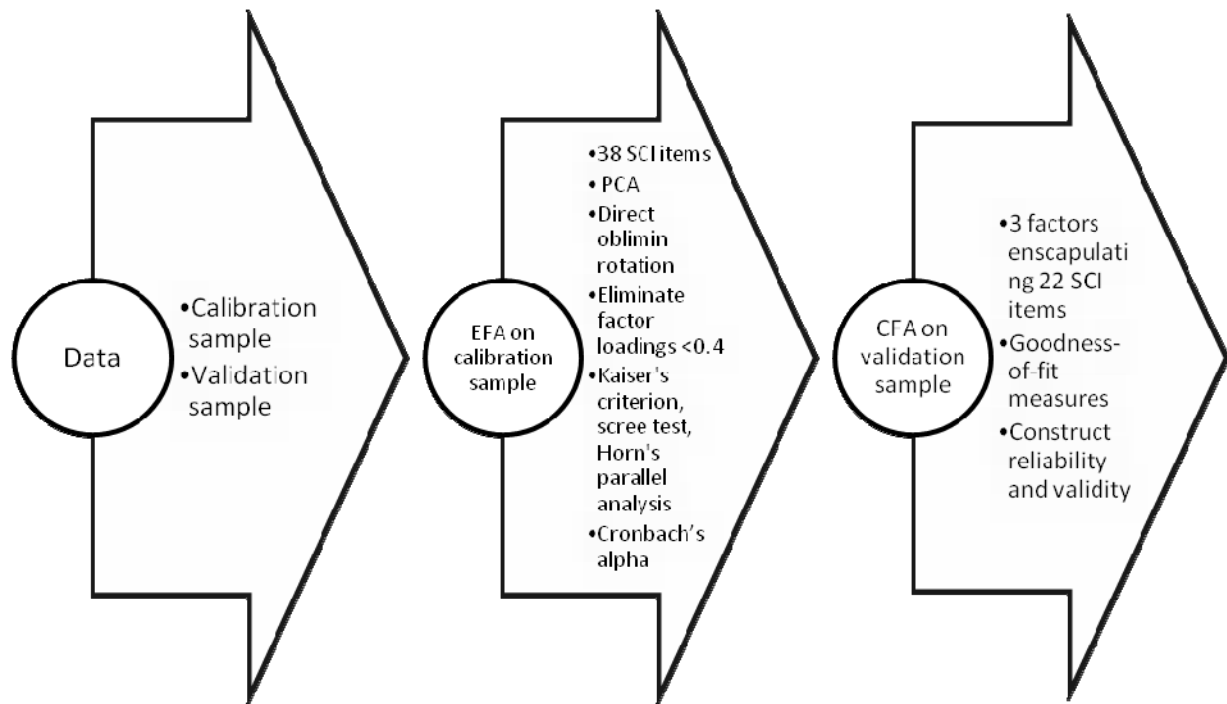 Data
•Calibration
sample
•Validation
sample
EFA on
calibration
sample
•38 SCI items
•PCA
•Direct
oblimin
rotation
•Eliminate
factor
loadings <0.4
•Kaiser's
criterion,
scree test,
Horn's
parallel
analysis
•Cronbach's
alpha
CFA on
validation
sample
•3 factors
enscapulati
ng 22 SCI
items
•Goodness-
of-fit
measures
•Construct
reliability
and validity